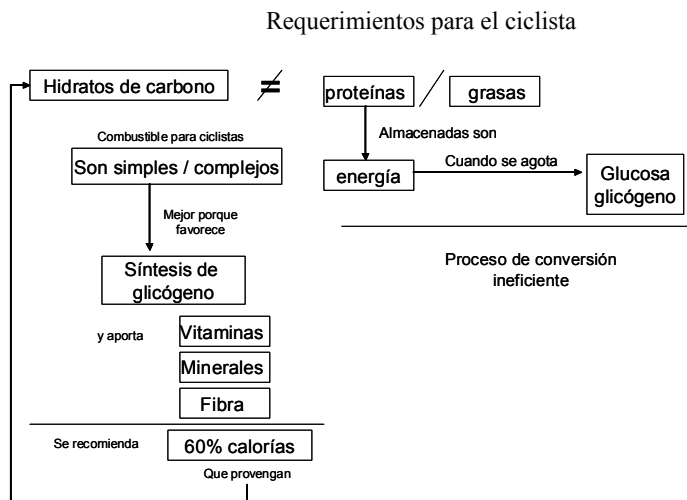 Requerimientos para el ciclista
Hidratos de carbono ≠ proteínas / grasas
Combustible para ciclistas
Son simples / complejos
Mejor porque
favorece
Síntesis de
glicógeno
y aporta
Vitaminas
Minerales
Fibra
Se recomienda
60% calorías
Que provengan
Almacenadas son
energía
Cuando se agota
Glucosa
glicógeno
Proceso de conversión
ineficiente